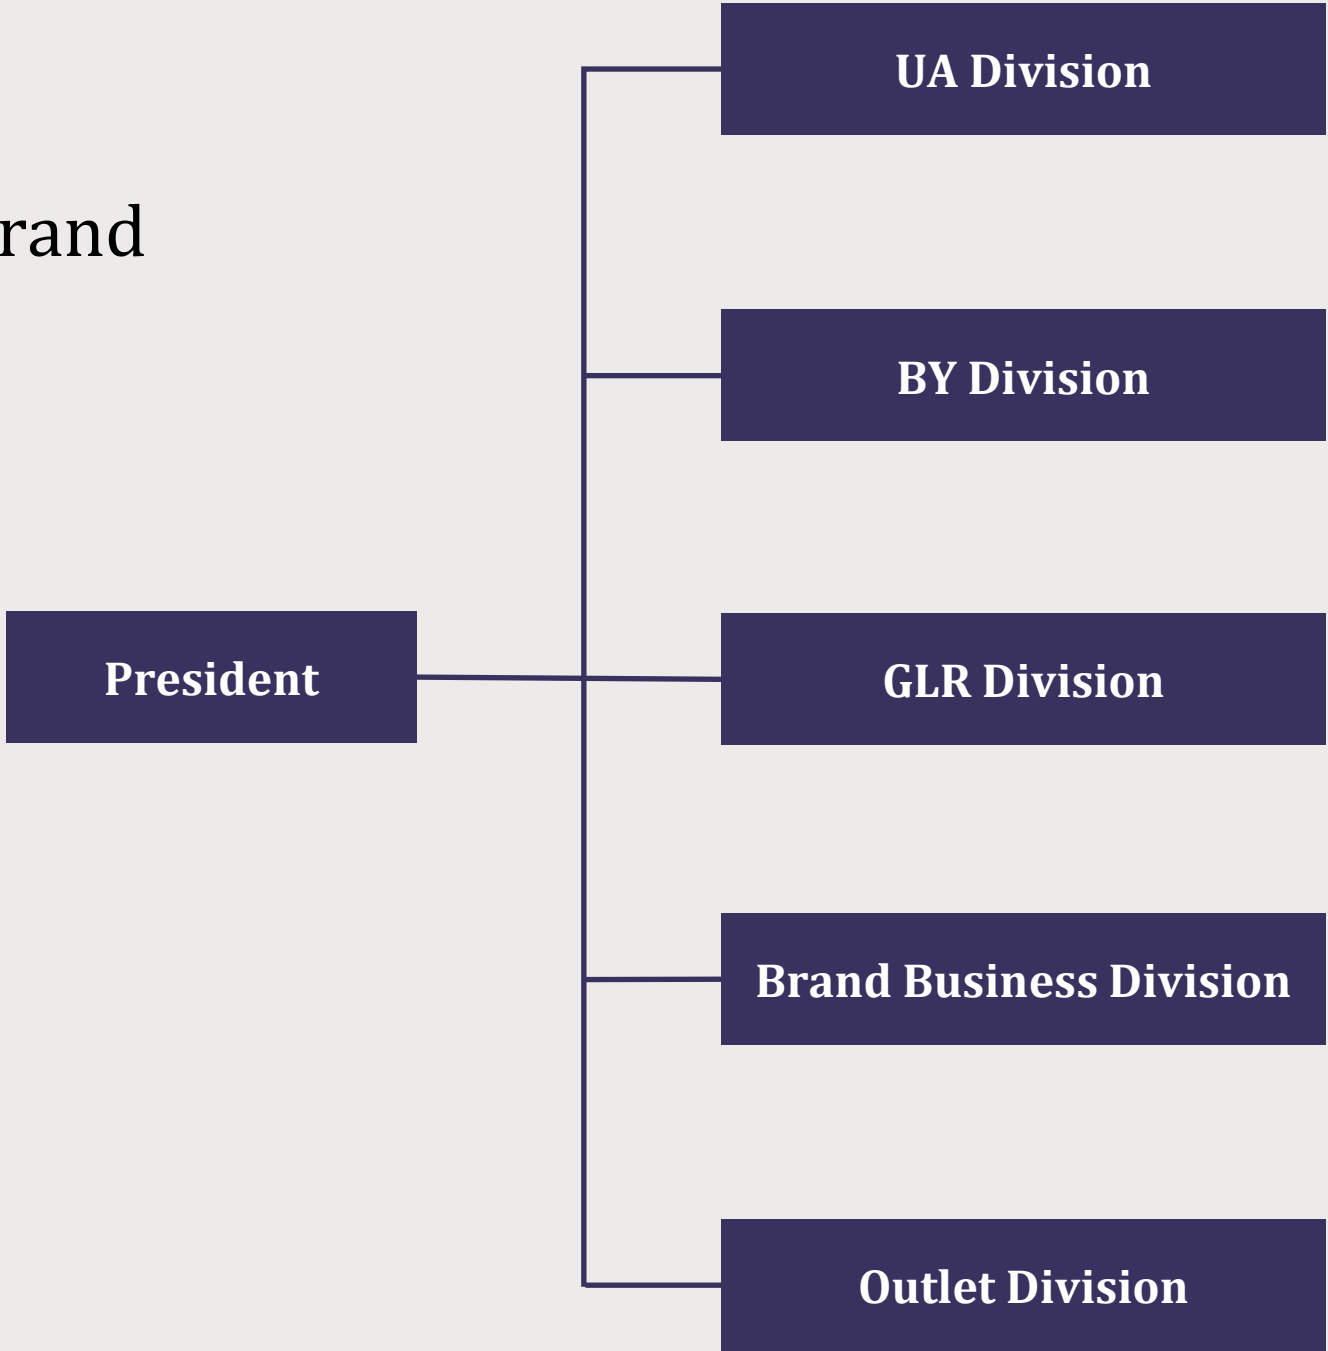 rand
UA Division
BY Division
President
GLR Division
Brand Business Division
Outlet Division